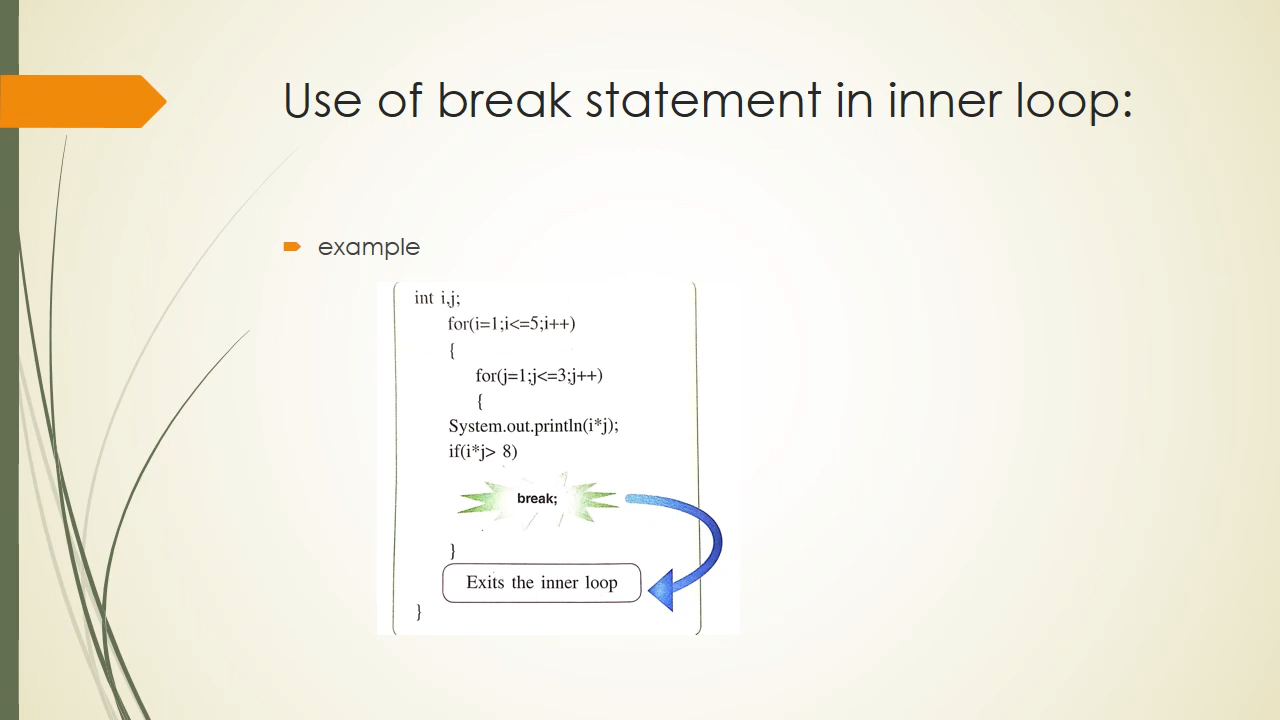 Use of break statement in inner loop:
example
int i,j;
for(i=1;i<=5;i++)
{
for(j=1;j<=3;j++)
{
System.out.println(i*j);
if(i*j> 8)
break;
}
Exits the inner loop
}